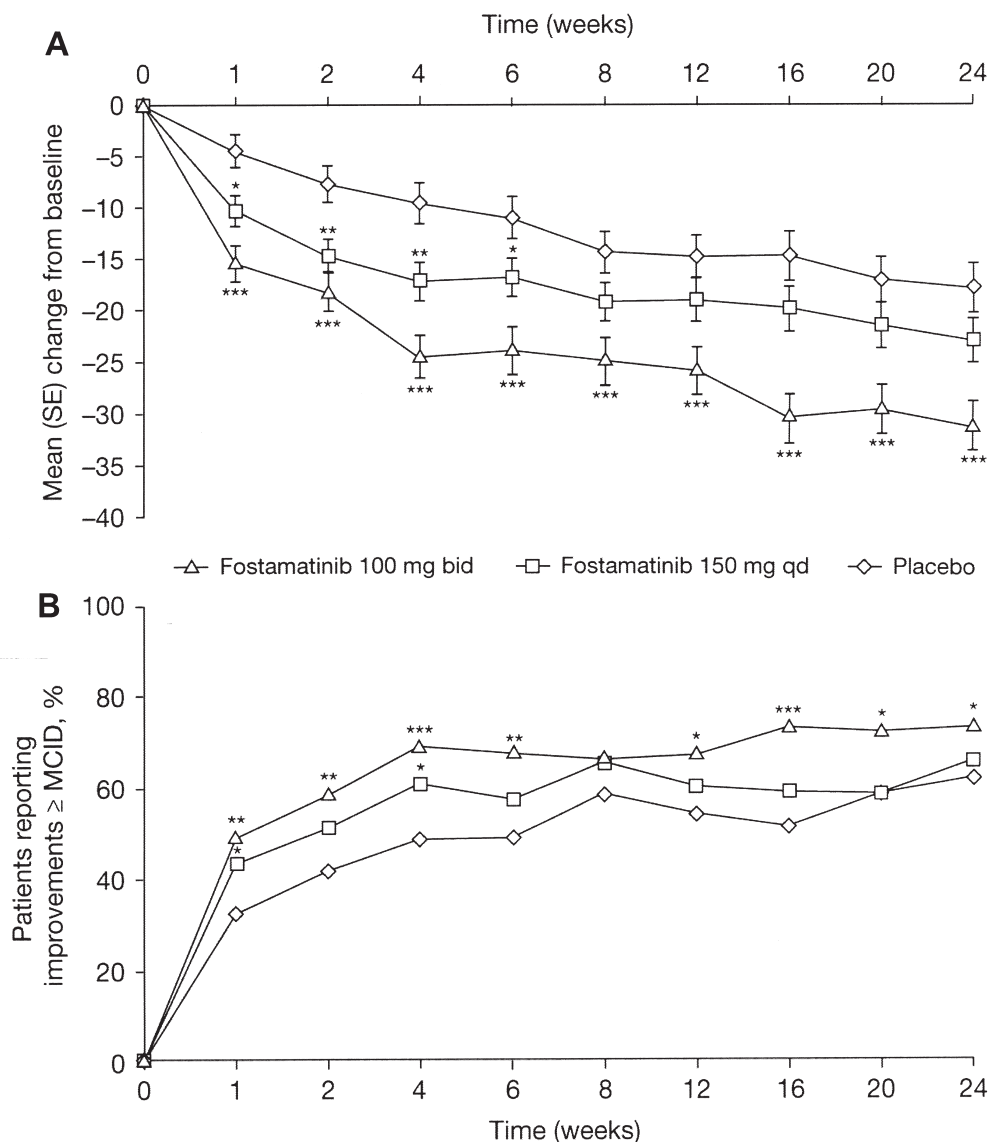 A
Time (weeks)
0 1 2 4 6 8 12 16 20 24
Mean (SE) change from baseline
0
–5
–10
–15
–20
–25
–30
–35
–40
* ** ** *
*** *** *** *** *** *** *** *** ***
Fostamatinib 100 mg bid Fostamatinib 150 mg qd Placebo
B
Patients reporting
improvements ≥ MCID, %
100
80
60
40
20
0
** ** *** ** * *** * *
* *
0 1 2 4 6 8 12 16 20 24
Time (weeks)